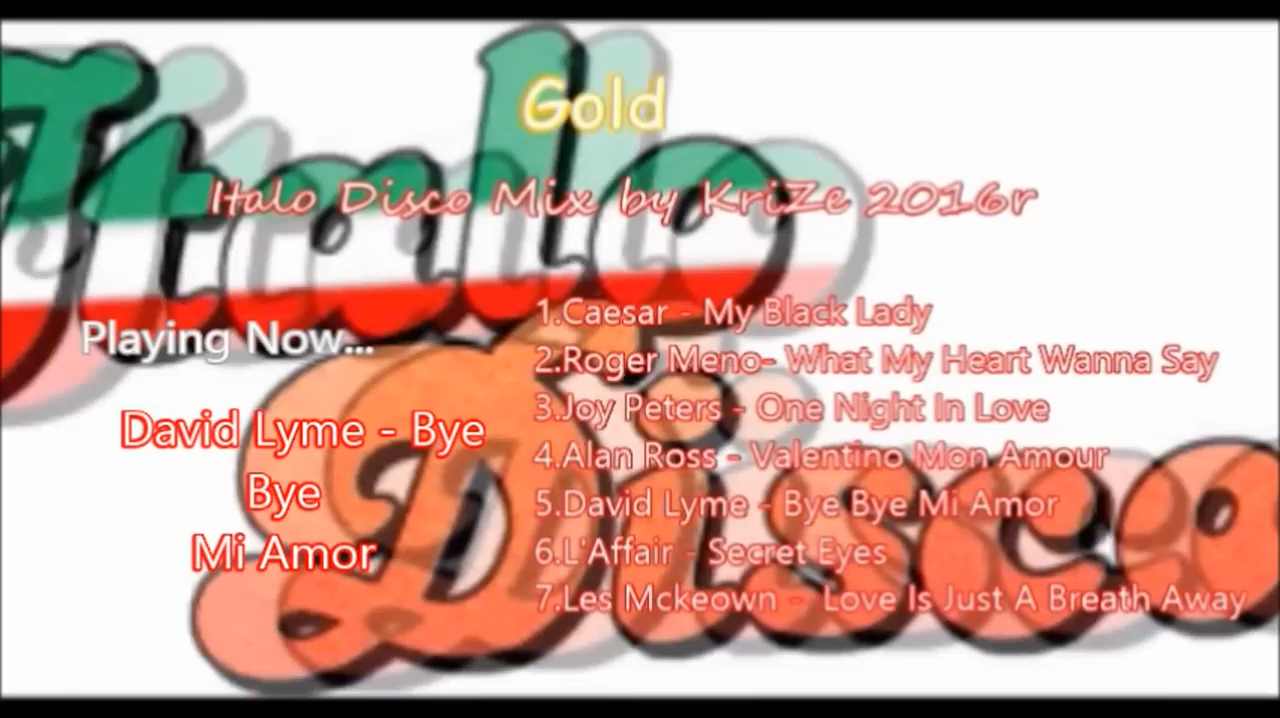 Gold
Italo Disco Mix by KriZe 2016r
Italo
Disco
Playing Now...
David Lyme - Bye
Bye
Mi Amor
1.Caesar - My Black Lady
2.Roger Meno- What My Heart Wanna Say
3.Joy Peters - One Night In Love
4.Alan Ross - Valentino Mon Amour
5.David Lyme - Bye Bye Mi Amor
6.L'Affair - Secret Eyes
7.Les Mckeown - Love Is Just A Breath Away